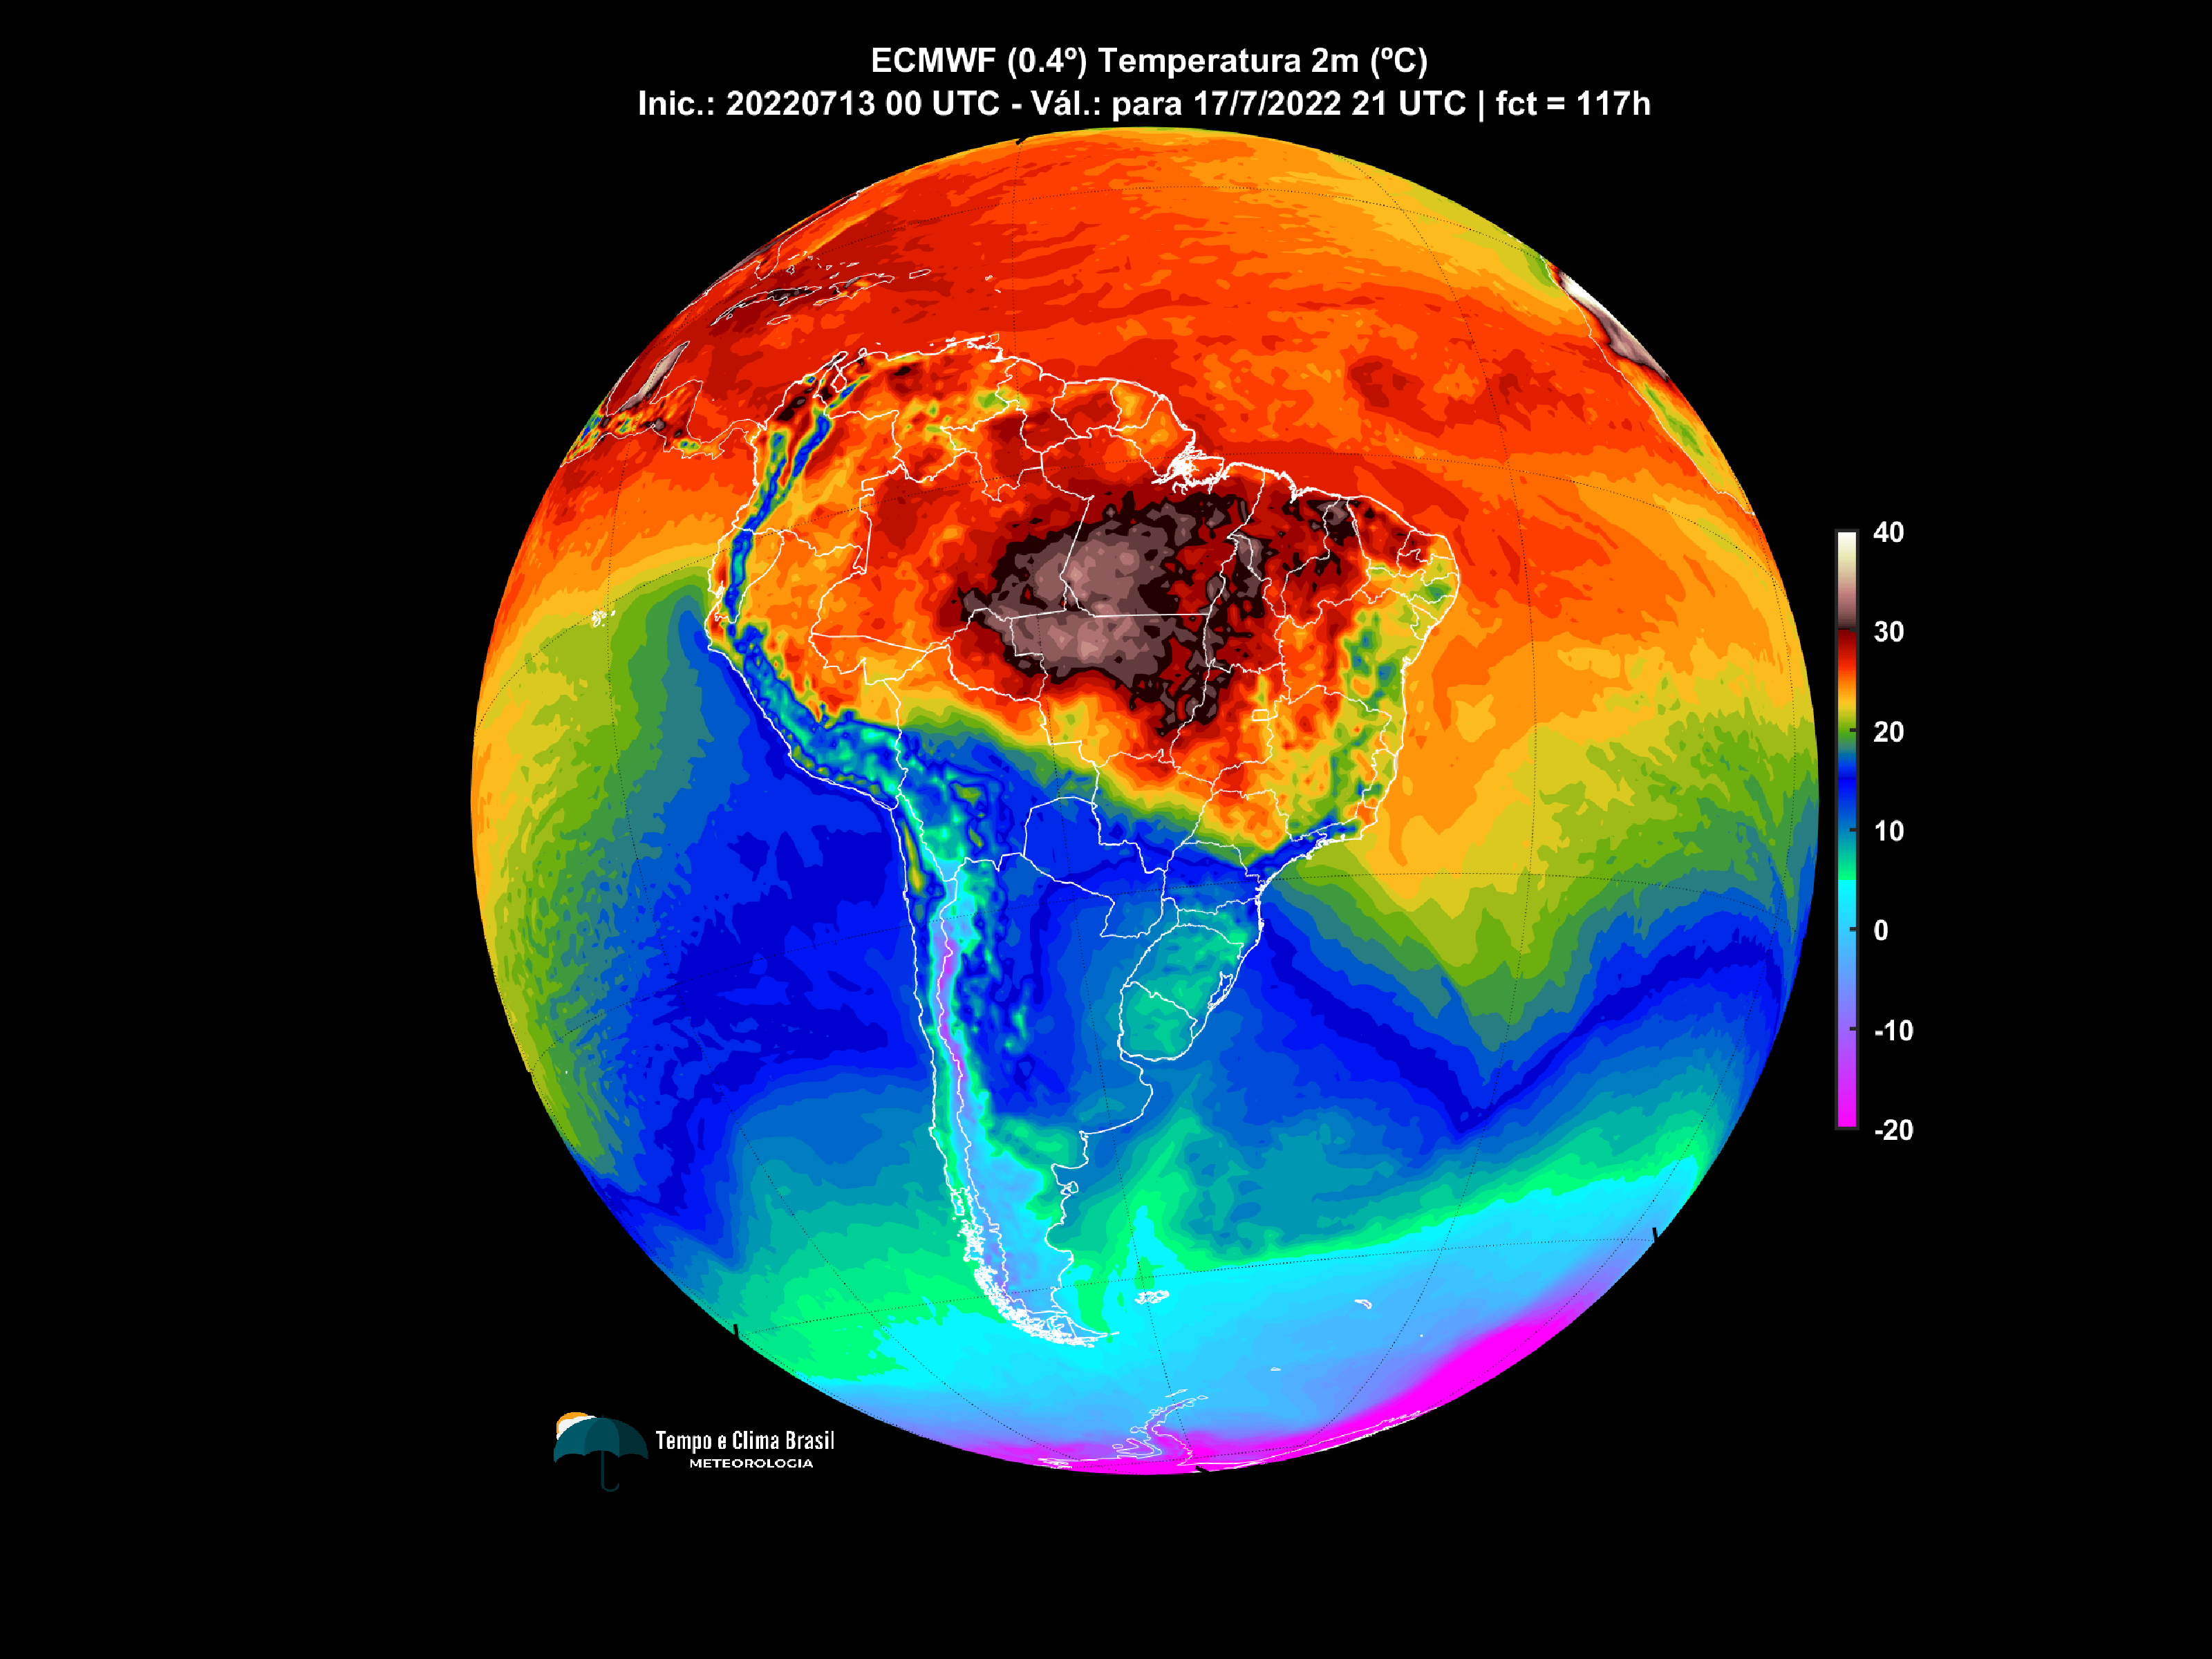 ECMWF (0.4º) Temperatura 2m (ºC)
Inic.: 20220713 00 UTC - Vál.: para 17/7/2022 21 UTC | fct = 117h
40
30
20
10
0
-10
-20
Tempo e Clima Brasil
METEOROLOGIA